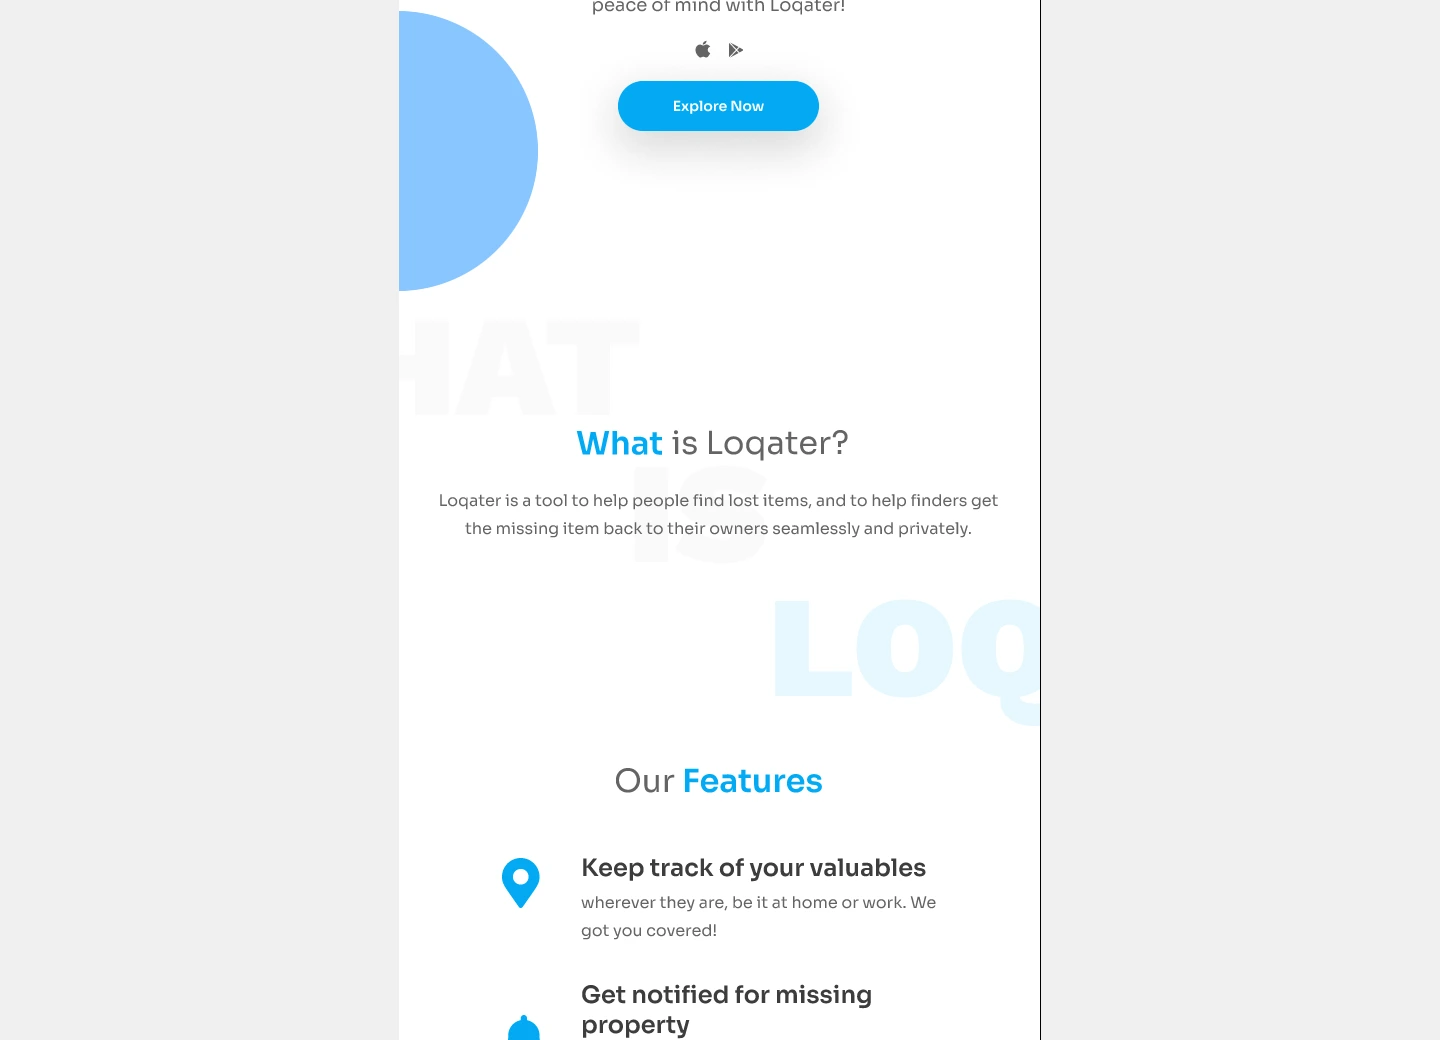 peace of mind with Loqater!
Explore Now
HAT
What is Loqater?
IS
Loqater is a tool to help people find lost items, and to help finders get
the missing item back to their owners seamlessly and privately.
LOQ
Our Features
Keep track of your valuables
wherever they are, be it at home or work. We
got you covered!
Get notified for missing
property